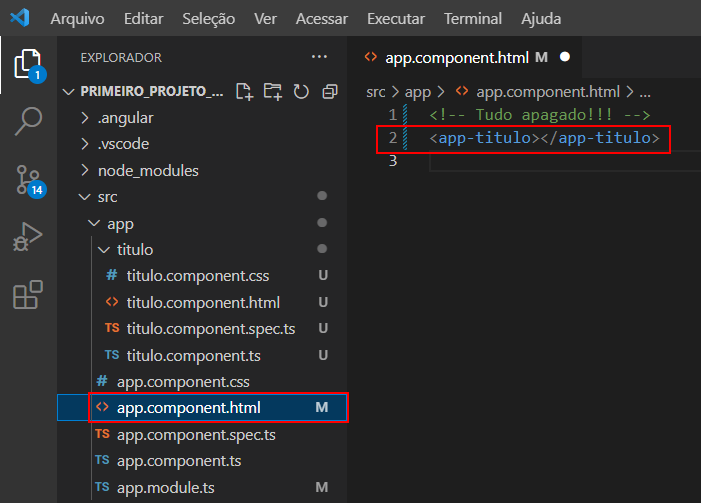 Arquivo Editar Seleção Ver Acessar Executar Terminal Ajuda
EXPLORADOR ...
PRIMEIRO_PROJETO_...
.angular
.vscode
node_modules
src
app
titulo
# titulo.component.css U
<> titulo.component.html U
TS titulo.component.spec.ts U
TS titulo.component.ts U
# app.component.css
<> app.component.html M
TS app.component.spec.ts
TS app.component.ts
TS app.module.ts M
1
14
<> app.component.html M
src > app > <> app.component.html > ...
1 <!-- Tudo apagado!!! -->
2 <app-titulo></app-titulo>
3